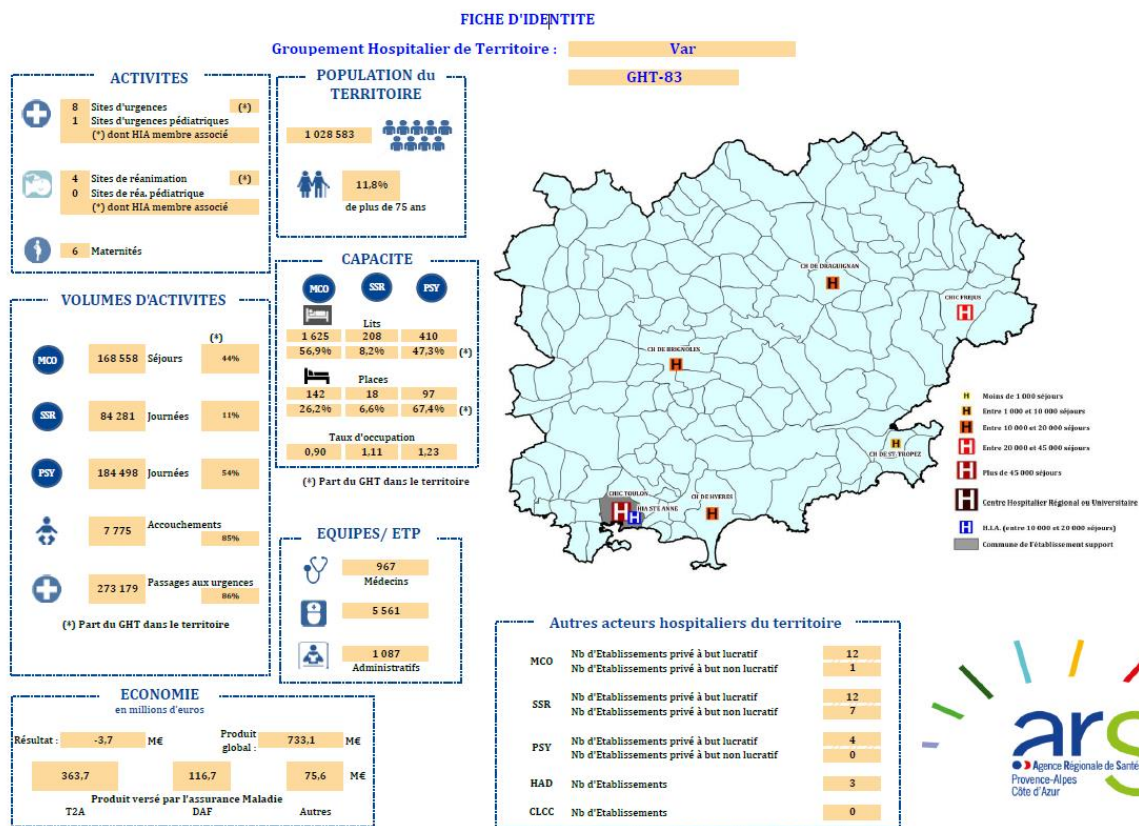 FICHE D'IDENTITE
Groupement Hospitalier de Territoire : Var
GHT-83
ACTIVITES
8 Sites d'urgences (*)
1 Sites d'urgences pédiatriques
(*) dont HIA membre associé
4 Sites de réanimation (*)
0 Sites de réa. pédiatrique
(*) dont HIA membre associé
6 Maternités
POPULATION du
TERRITOIRE
1 028 583
11,8%
de plus de 75 ans
CAPACITE
MCO SSR PSY
Lits
1 625 208 410
56,9% 8,2% 47,3% (*)
Places
142 18 97
26,2% 6,6% 67,4% (*)
Taux d'occupation
0,90 1,11 1,23
(*) Part du GHT dans le territoire
VOLUMES D'ACTIVITES
(*)
MCO 168 558 Séjours 44%
SSR 84 281 Journées 11%
PSY 184 498 Journées 54%
7 775 Accouchements
85%
273 179 Passages aux urgences
86%
(*) Part du GHT dans le territoire
EQUIPES/ ETP
967
Médecins
5 561
1 087
Administratifs
ECONOMIE
en millions d'euros
Résultat : -3,7 M€ Produit global : 733,1 M€
363,7 116,7 75,6 M€
Produit versé par l'assurance Maladie
T2A DAF Autres
CH DE DRAGUIGNAN
H
CHIC FREJUS
H
CH DE BRIGNOLES
H
H
CH DE ST. TROPEZ
CHIC TOULON
H
HIA STE ANNE
H
CH DE HYERES
H
H Moins de 1 000 séjours
H Entre 1 000 et 10 000 séjours
H Entre 10 000 et 20 000 séjours
H Entre 20 000 et 45 000 séjours
H Plus de 45 000 séjours
H Centre Hospitalier Régional ou Universitaire
H H.I.A. (entre 10 000 et 20 000 séjours)
Commune de l'établissement support
Autres acteurs hospitaliers du territoire
MCO Nb d'Etablissements privé à but lucratif 12
Nb d'Etablissements privé à but non lucratif 1
SSR Nb d'Etablissements privé à but lucratif 12
Nb d'Etablissements privé à but non lucratif 7
PSY Nb d'Etablissements privé à but lucratif 4
Nb d'Etablissements privé à but non lucratif 0
HAD Nb d'Etablissements 3
CLCC Nb d'Etablissements 0
ars
Agence Régionale de Santé
Provence-Alpes
Côte d'Azur